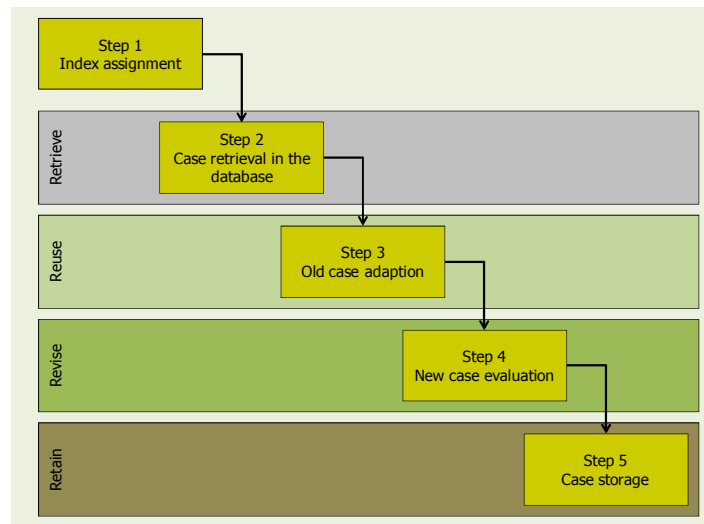 Step 1
Index assignment
Retrieve
Step 2
Case retrieval in the
database
Reuse
Step 3
Old case adaption
Revise
Step 4
New case evaluation
Retain
Step 5
Case storage